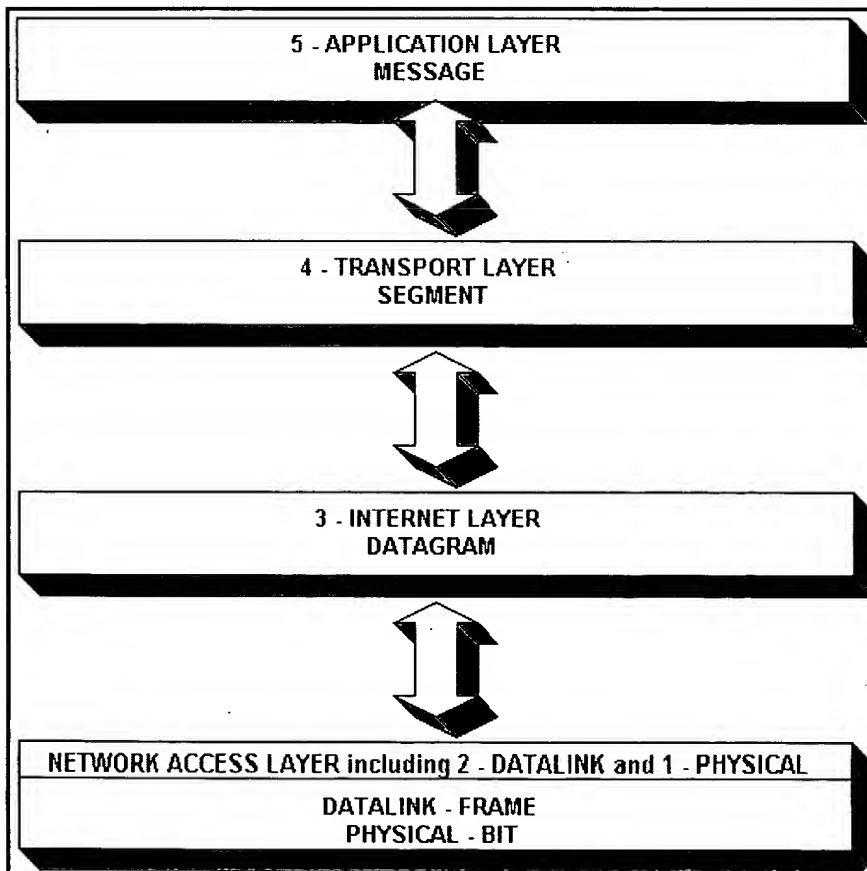 5 - APPLICATION LAYER
MESSAGE
4 - TRANSPORT LAYER
SEGMENT
3 - INTERNET LAYER
DATAGRAM
NETWORK ACCESS LAYER including 2 - DATALINK and 1 - PHYSICAL
DATALINK - FRAME
PHYSICAL - BIT